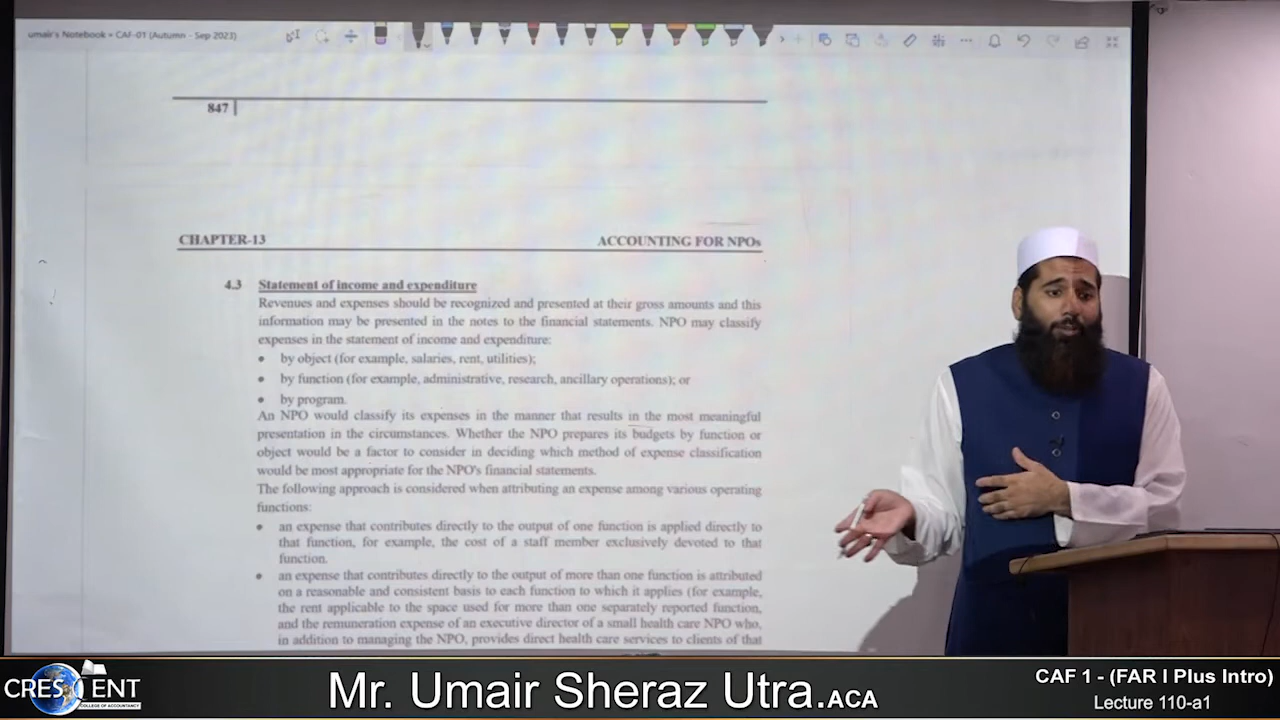 umair's Notebook » CAF-01 (Autumn - Sep 2023)
847
CHAPTER-13 ACCOUNTING FOR NPOs
4.3 Statement of income and expenditure
Revenues and expenses should be recognized and presented at their gross amounts and this
information may be presented in the notes to the financial statements. NPO may classify
expenses in the statement of income and expenditure:
• by object (for example, salaries, rent, utilities);
• by function (for example, administrative, research, ancillary operations); or
• by program.
An NPO would classify its expenses in the manner that results in the most meaningful
presentation in the circumstances. Whether the NPO prepares its budgets by function or
object would be a factor to consider in deciding which method of expense classification
would be most appropriate for the NPO's financial statements.
The following approach is considered when attributing an expense among various operating
functions:
• an expense that contributes directly to the output of one function is applied directly to
that function, for example, the cost of a staff member exclusively devoted to that
function.
• an expense that contributes directly to the output of more than one function is attributed
on a reasonable and consistent basis to each function to which it applies (for example,
the rent applicable to the space used for more than one separately reported function,
and the remuneration expense of an executive director of a small health care NPO who,
in addition to managing the NPO, provides direct health care services to clients of that
CRESCENT
COLLEGE OF ACCOUNTANCY
Mr. Umair Sheraz Utra.ACA
CAF 1 - (FAR I Plus Intro)
Lecture 110-a1